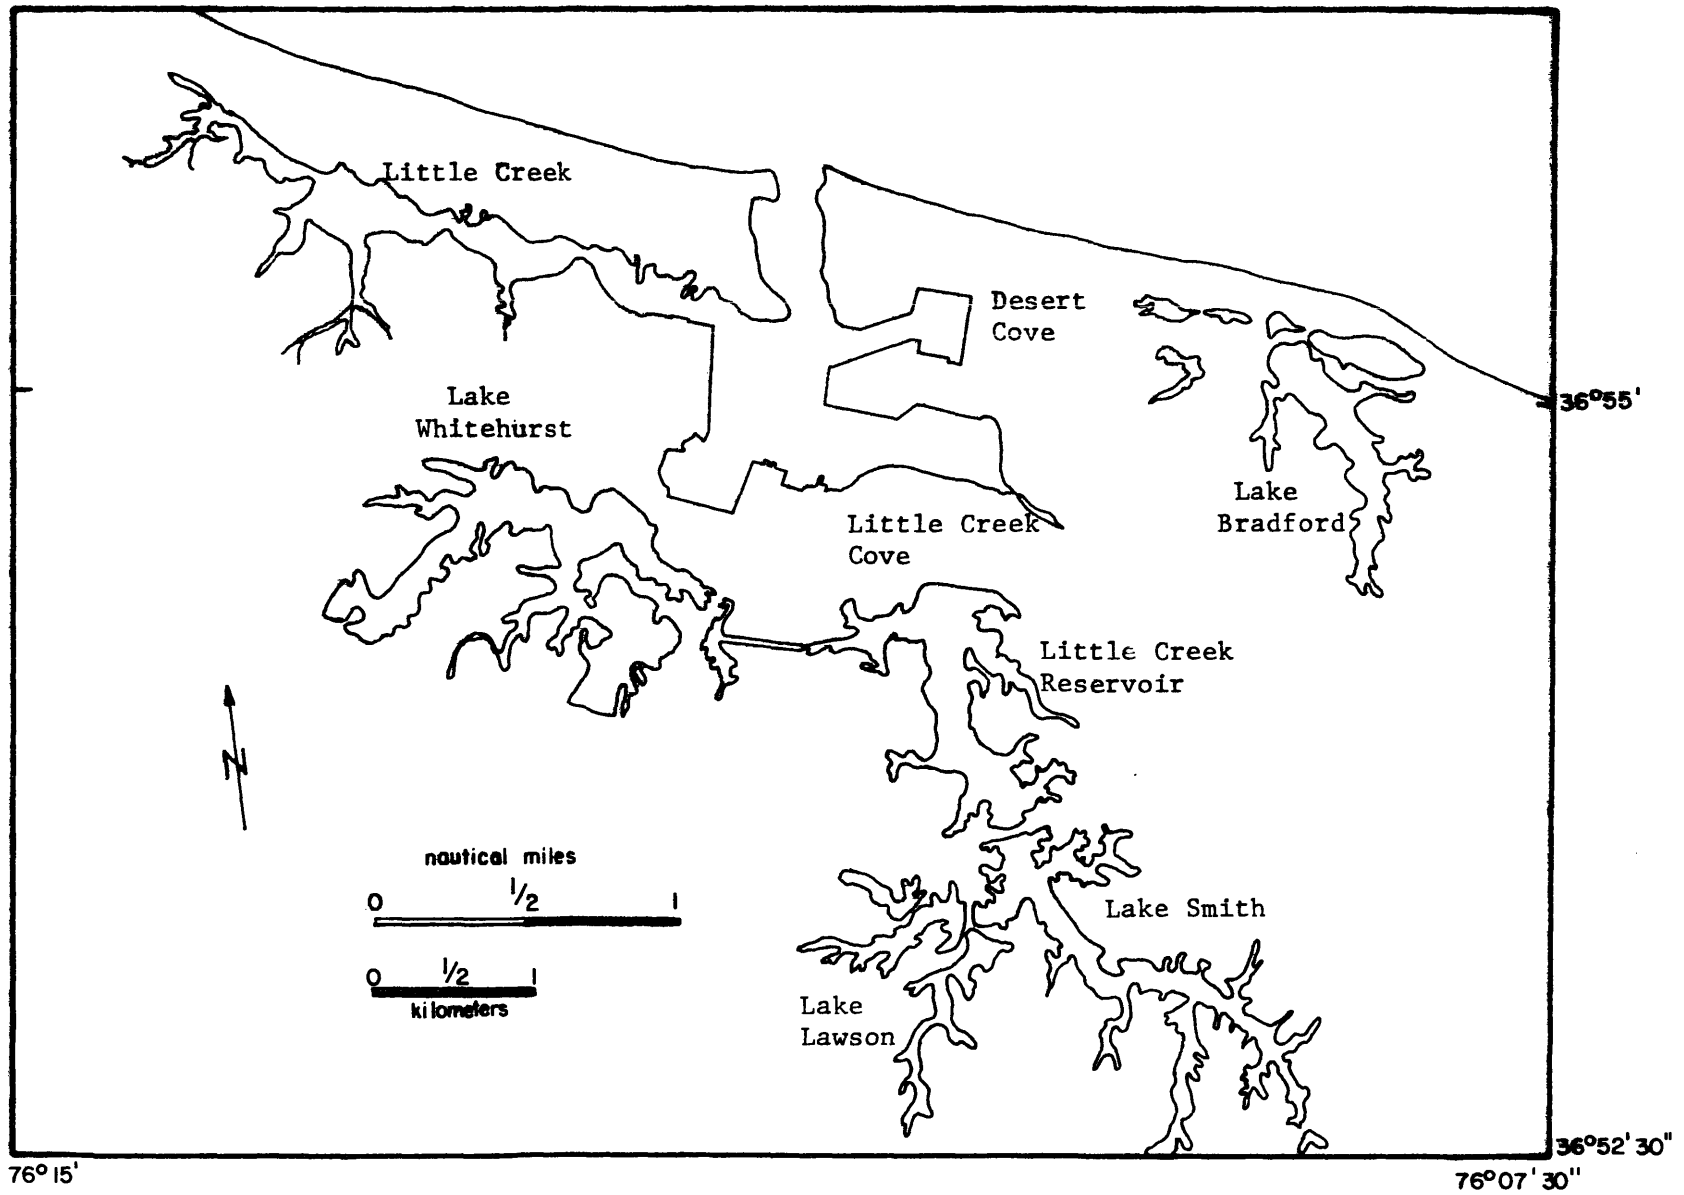 Little Creek
Desert
Cove
Lake
Whitehurst
36°55'
Lake
Bradford
Little Creek
Cove
Little Creek
Reservoir
N
nautical miles
0 1/2 1
Lake Smith
0 1/2 1
kilometers
Lake
Lawson
36°52'30"
76°15'
76°07'30"